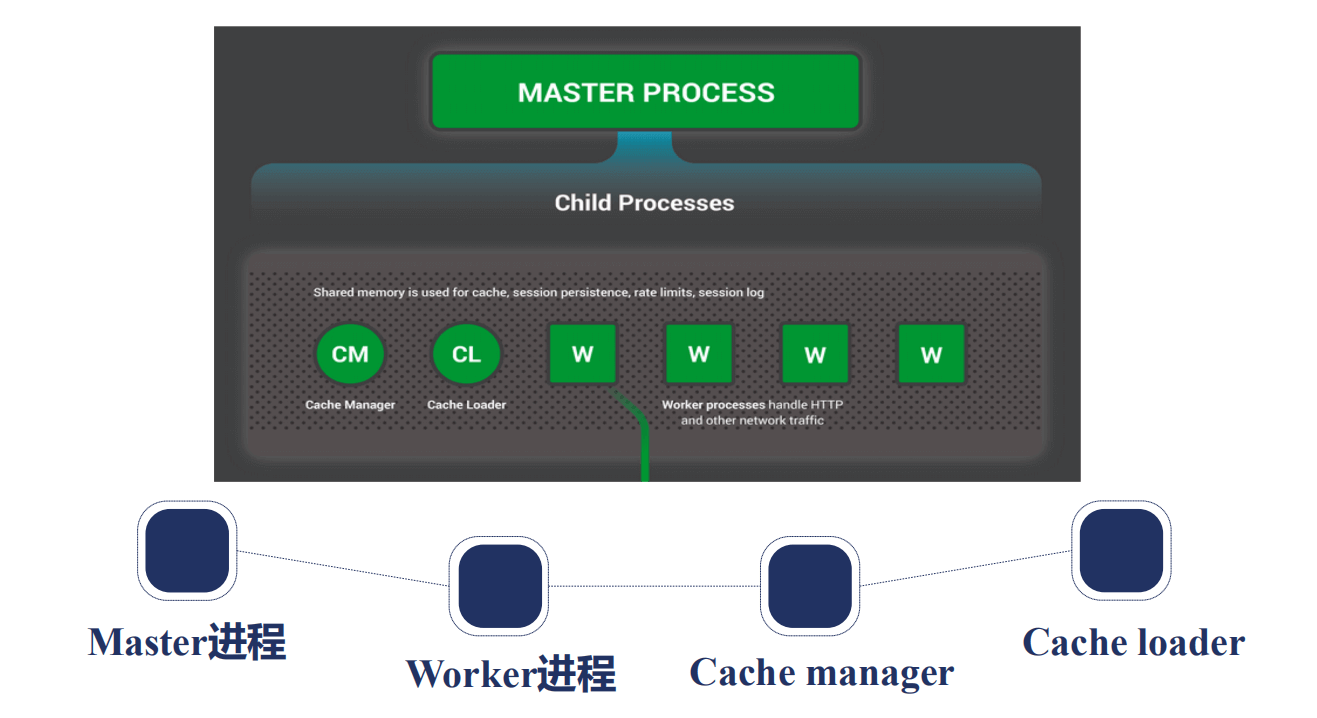 MASTER PROCESS
Child Processes
Shared memory is used for cache, session persistence, rate limits, session log
CM
CL
W
W
W
W
Cache Manager
Cache Loader
Worker processes handle HTTP
and other network traffic
Master进程
Worker进程
Cache manager
Cache loader